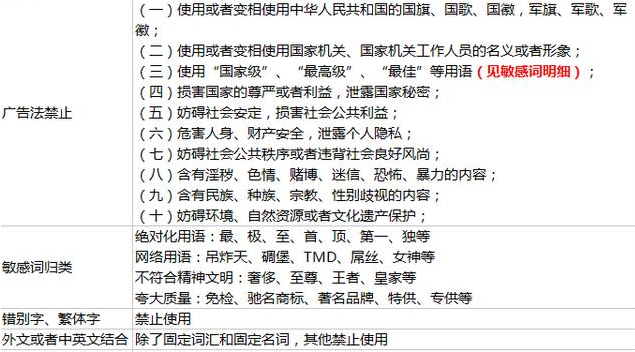 广告法禁止
（一）使用或者变相使用中华人民共和国的国旗、国歌、国徽，军旗、军歌、军
徽；
（二）使用或者变相使用国家机关、国家机关工作人员的名义或者形象；
（三）使用“国家级”、“最高级”、“最佳”等用语（见敏感词明细）；
（四）损害国家的尊严或者利益，泄露国家秘密；
（五）妨碍社会安定，损害社会公共利益；
（六）危害人身、财产安全，泄露个人隐私；
（七）妨碍社会公共秩序或者违背社会良好风尚；
（八）含有淫秽、色情、赌博、迷信、恐怖、暴力的内容；
（九）含有民族、种族、宗教、性别歧视的内容；
（十）妨碍环境、自然资源或者文化遗产保护；
敏感词归类
绝对化用语：最、极、至、首、顶、第一、独等
网络用语：吊炸天、碉堡、TMD、屌丝、女神等
不符合精神文明：奢侈、至尊、王者、皇家等
夸大质量：免检、驰名商标、著名品牌、特供、专供等
错别字、繁体字
禁止使用
外文或者中英文结合
除了固定词汇和固定名词，其他禁止使用